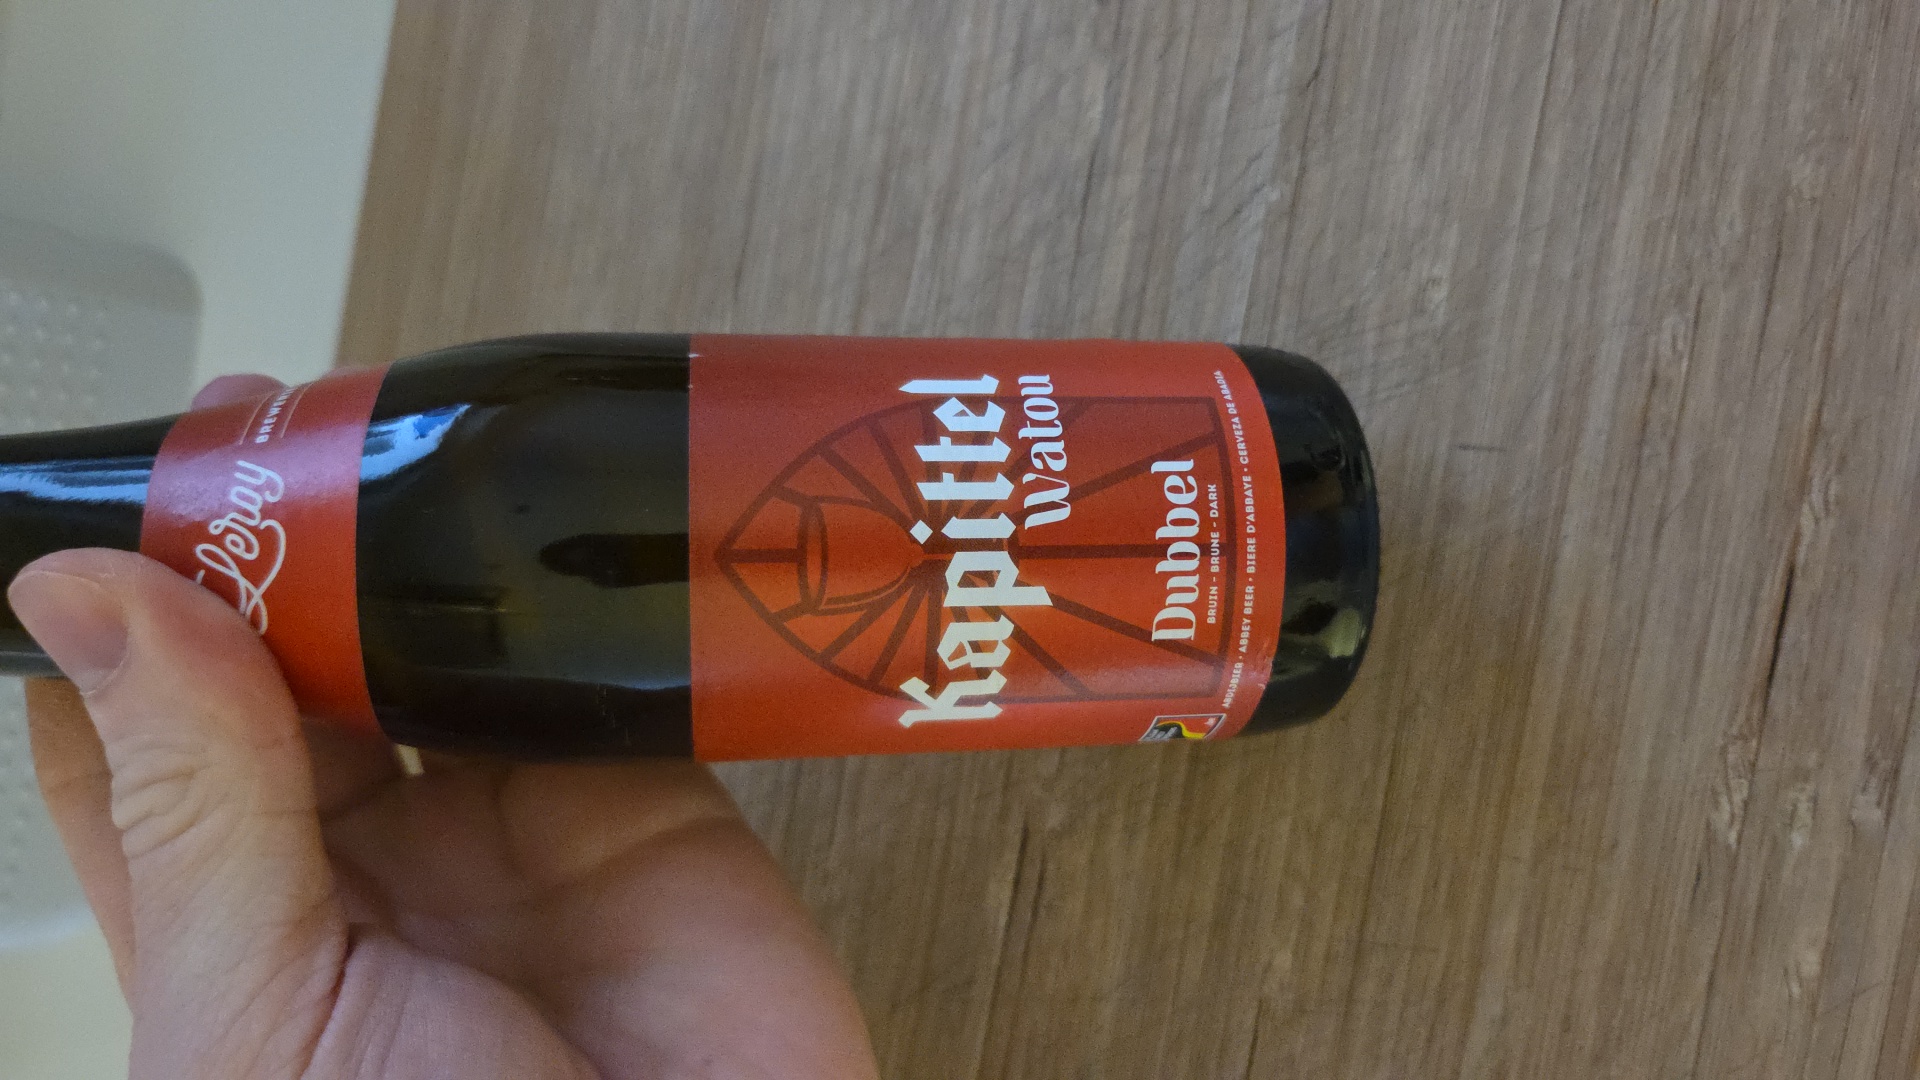 Leroy
Kapittel
Watou
Dubbel
BRUIN - BRUNE - DARK
ABDIJBIER • ABBEY BEER • BIERE D'ABBAYE • CERVEZA DE ABADIA